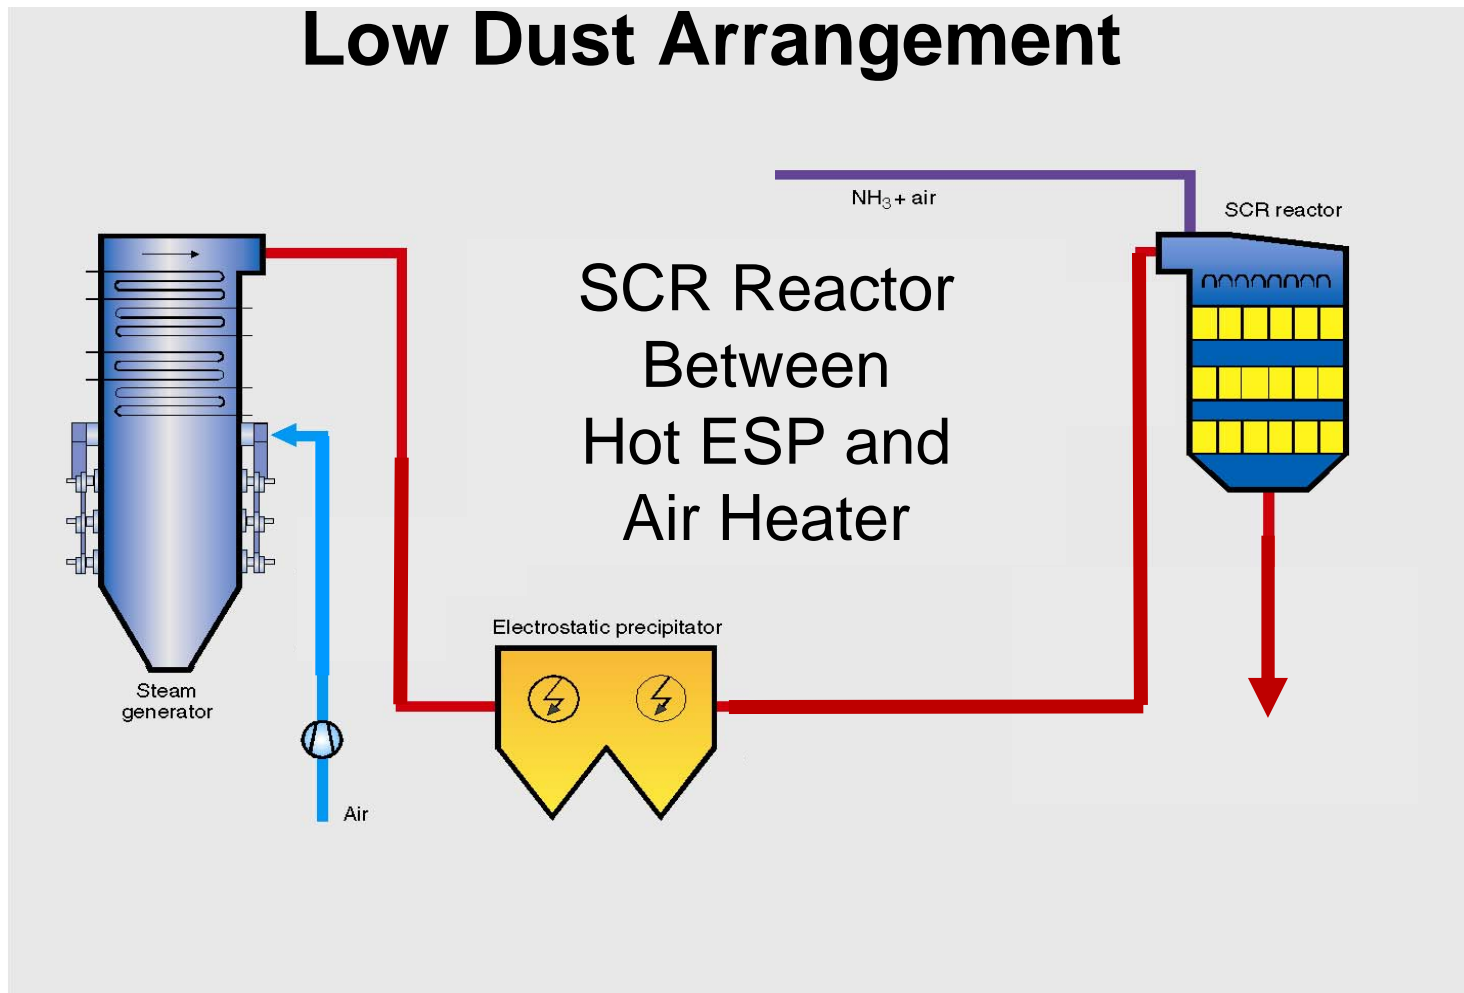 Low Dust Arrangement
NH₃ + air
SCR reactor
SCR Reactor
Between
Hot ESP and
Air Heater
Electrostatic precipitator
Steam
generator
Air